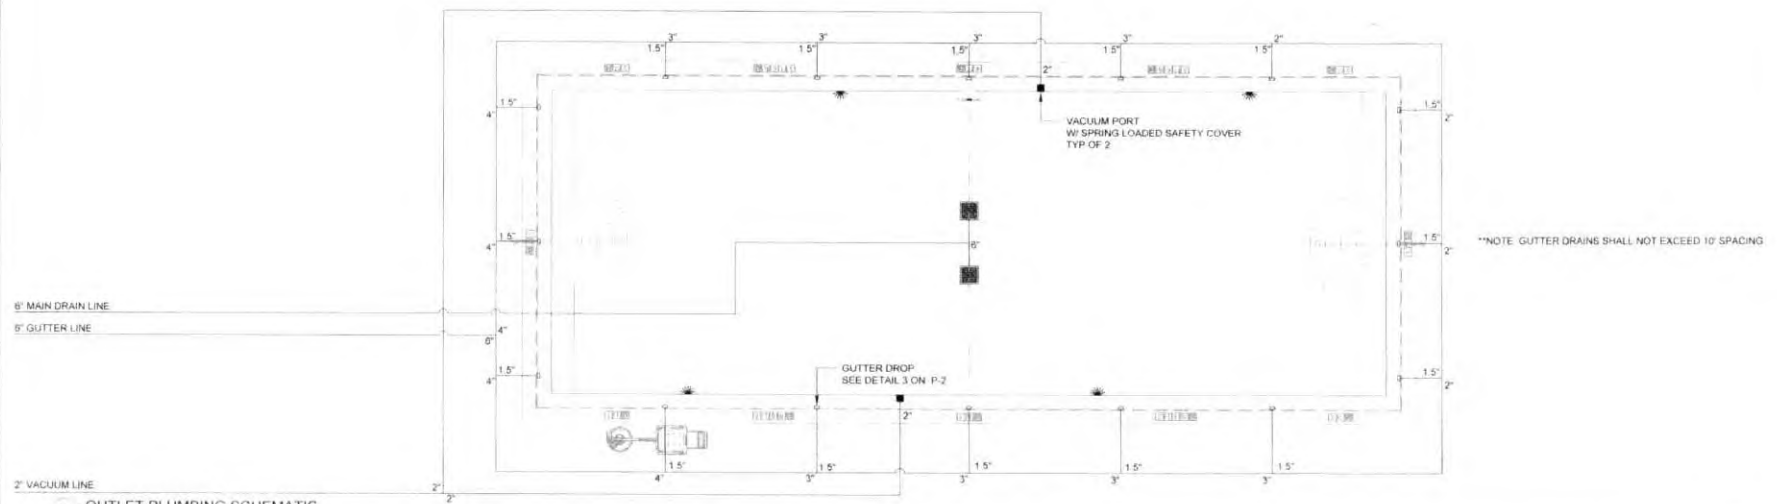 3" 3" 3" 3" 2"
1.5" 1.5" 1.5" 1.5" 1.5"
2"
1.5" 1.5"
4" 2"
VACUUM PORT
W/ SPRING LOADED SAFETY COVER
TYP OF 2
1.5" 6" 1.5"
4" 2"
**NOTE GUTTER DRAINS SHALL NOT EXCEED 10' SPACING
6" MAIN DRAIN LINE
6" GUTTER LINE
4"
6"
GUTTER DROP
SEE DETAIL 3 ON P-2
1.5" 1.5"
4" 2"
2"
1.5" 1.5" 1.5" 1.5" 1.5"
4" 3" 3" 3" 3"
2" VACUUM LINE
2"
2"
OUTLET PLUMBING SCHEMATIC